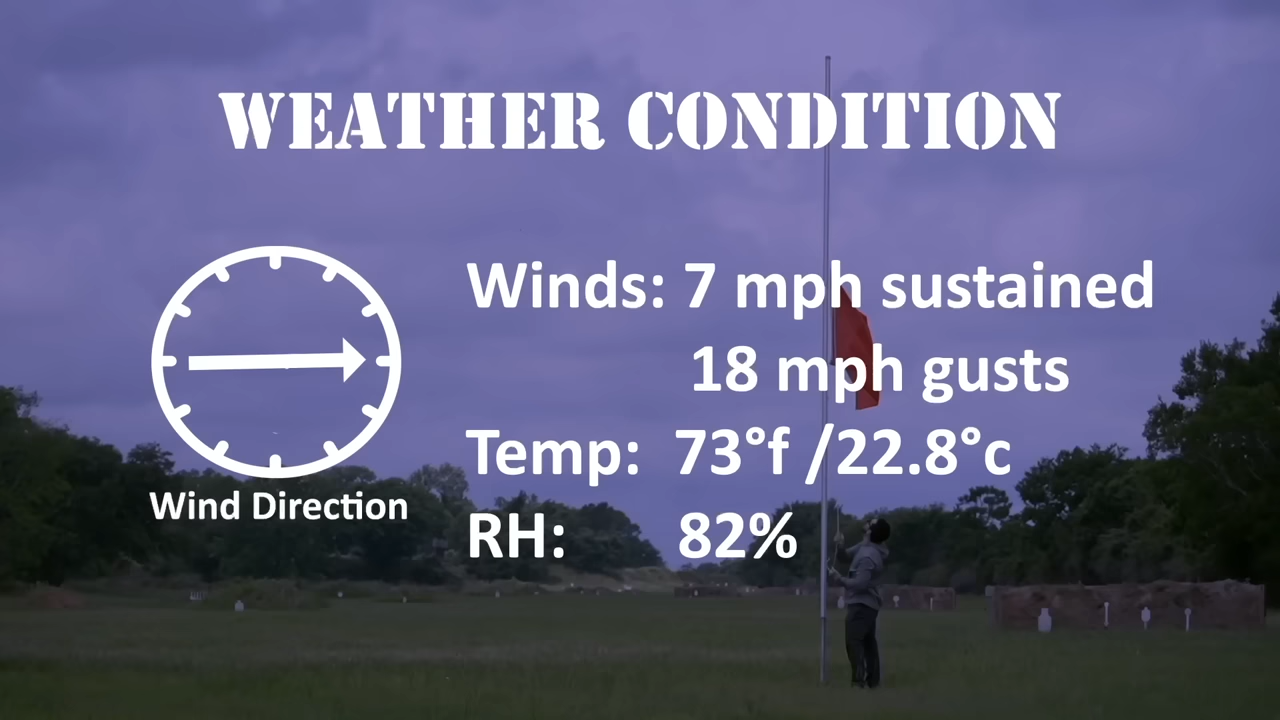 WEATHER CONDITION
Winds: 7 mph sustained
18 mph gusts
Temp: 73°f /22.8°c
RH: 82%
Wind Direction